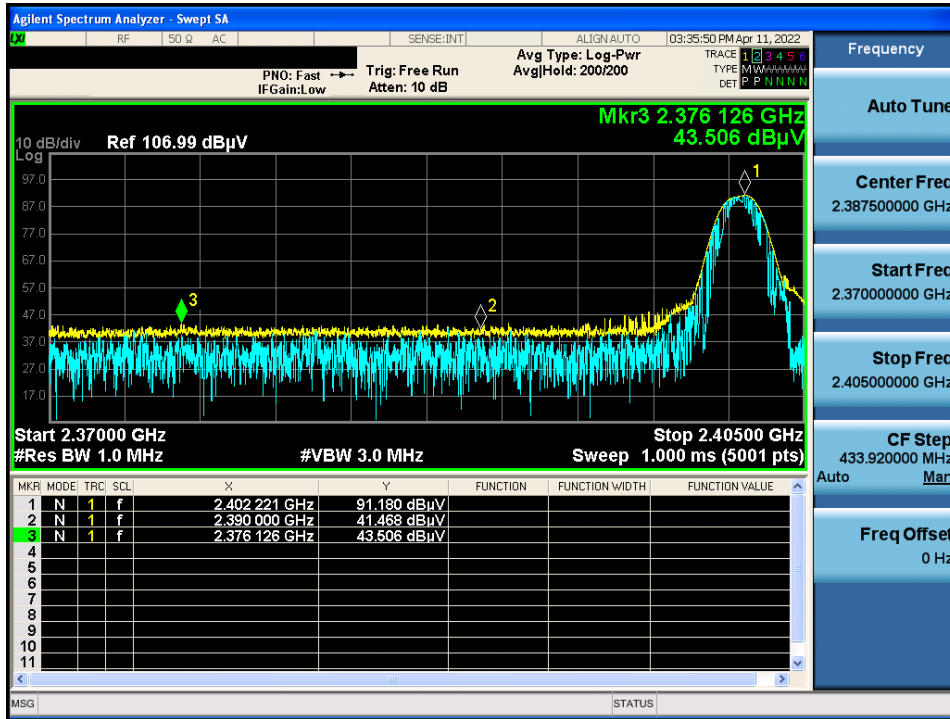 Agilent Spectrum Analyzer - Swept SA
LXI RF 50 Ω AC SENSE:INT ALIGN AUTO 03:35:50 PM Apr 11, 2022
PNO: Fast Trig: Free Run Avg Type: Log-Pwr TRACE 1 2 3 4 5 6
IFGain:Low Atten: 10 dB Avg|Hold: 200/200 TYPE M W W W W W
DET P P N N N N
Mkr3 2.376 126 GHz
43.506 dBµV
10 dB/div Ref 106.99 dBµV
Log
97.0
87.0
77.0
67.0
57.0
47.0
37.0
27.0
17.0
1
2
3
Start 2.37000 GHz Stop 2.40500 GHz
#Res BW 1.0 MHz #VBW 3.0 MHz Sweep 1.000 ms (5001 pts)
MKR MODE TRC SCL X Y FUNCTION FUNCTION WIDTH FUNCTION VALUE
1 N 1 f 2.402 221 GHz 91.180 dBµV
2 N 1 f 2.390 000 GHz 41.468 dBµV
3 N 1 f 2.376 126 GHz 43.506 dBµV
4
5
6
7
8
9
10
11
MSG STATUS
Frequency
Auto Tune
Center Freq
2.387500000 GHz
Start Freq
2.370000000 GHz
Stop Freq
2.405000000 GHz
CF Step
433.920000 MHz
Auto Man
Freq Offset
0 Hz